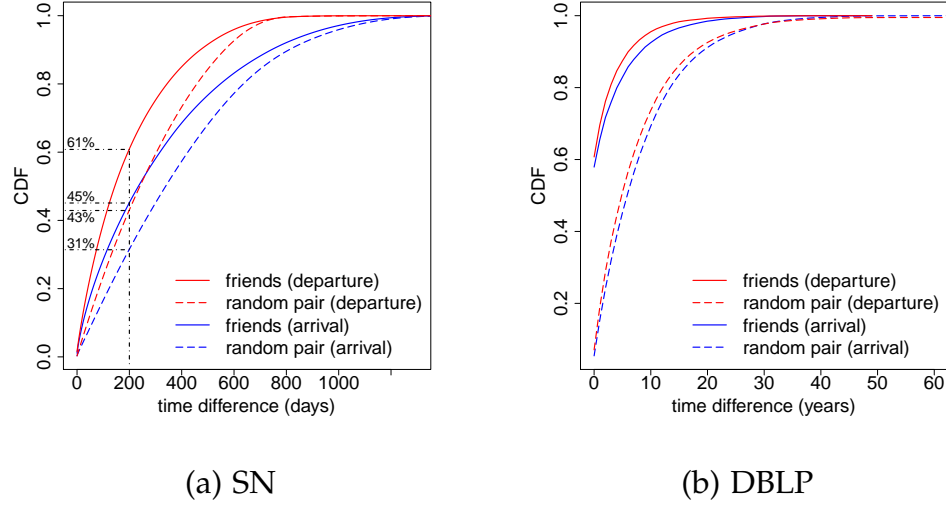 CDF
1.0
0.8
0.6
0.4
0.2
0.0
61%
45%
43%
31%
friends (departure)
random pair (departure)
friends (arrival)
random pair (arrival)
0 200 400 600 800 1000
time difference (days)
(a) SN
CDF
1.0
0.8
0.6
0.4
0.2
friends (departure)
random pair (departure)
friends (arrival)
random pair (arrival)
0 10 20 30 40 50 60
time difference (years)
(b) DBLP